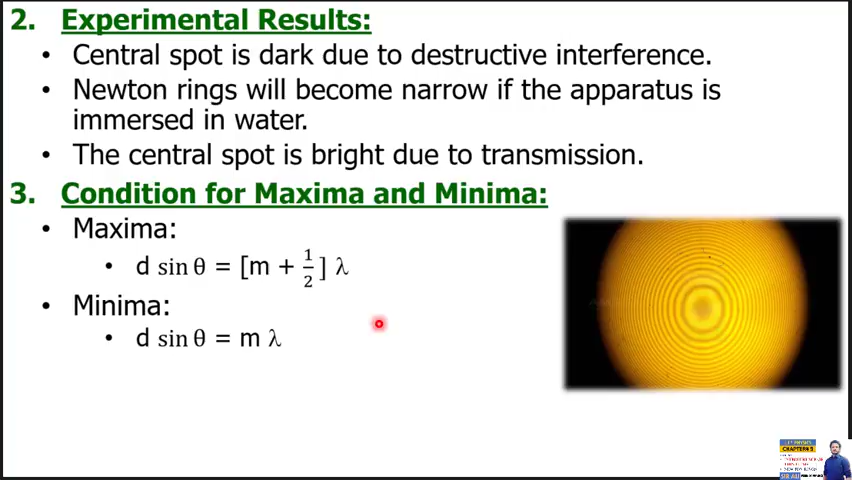 2. Experimental Results:
• Central spot is dark due to destructive interference.
• Newton rings will become narrow if the apparatus is
immersed in water.
• The central spot is bright due to transmission.
3. Condition for Maxima and Minima:
• Maxima:
• d sin θ = [m + 1/2] λ
• Minima:
• d sin θ = m λ
CHAPTER 9